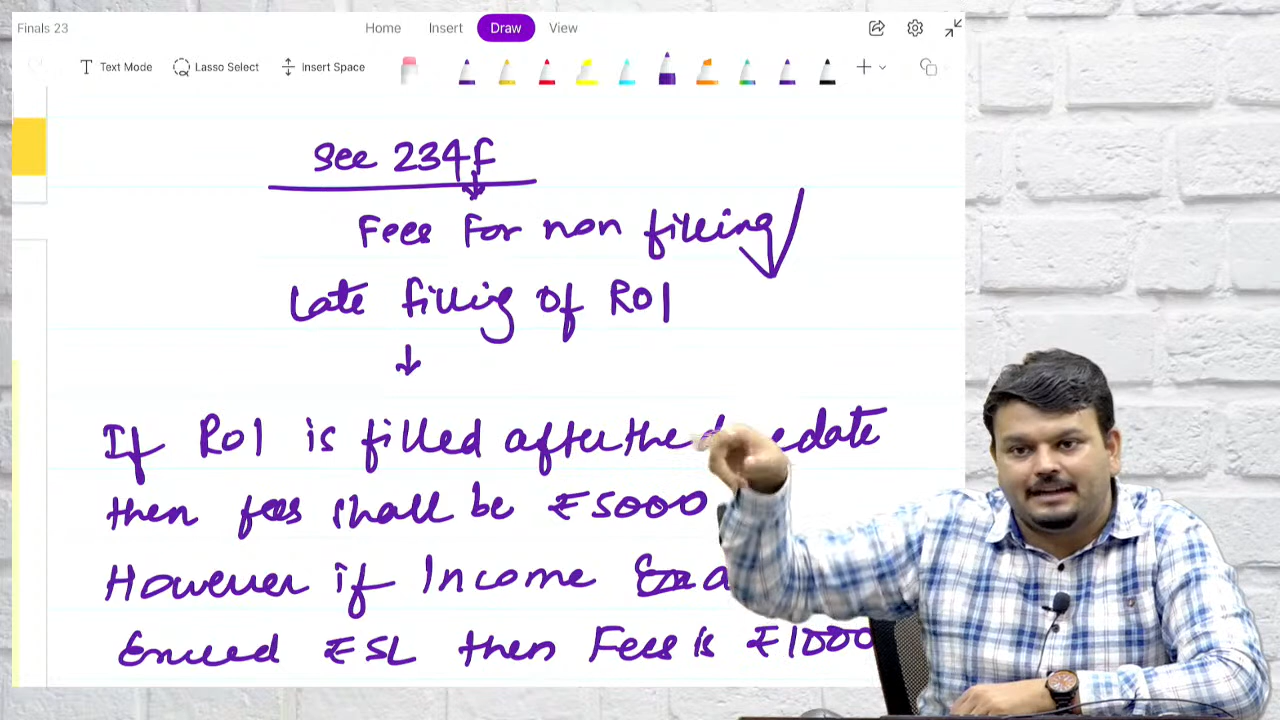 Finals 23
Home Insert Draw View
Text Mode Lasso Select Insert Space
See 234f
Fees For non filling/
Late filling of ROI
If ROI is filled after the date
then fees shall be ₹5000
However if Income
Exceed ₹5L then Fees is ₹1000